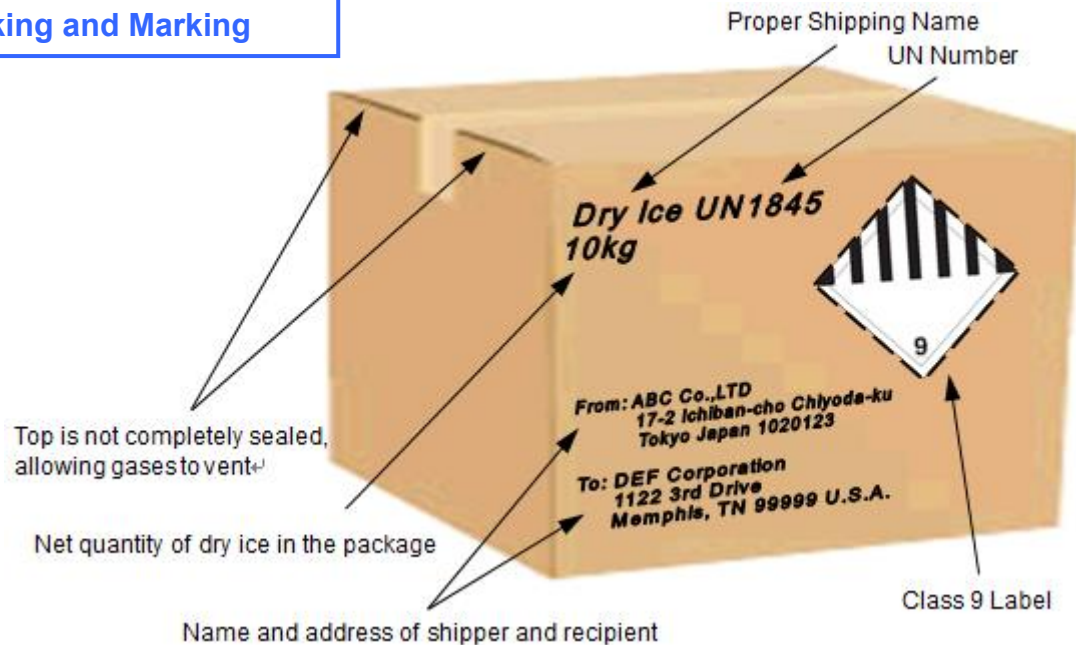 king and Marking
Proper Shipping Name
UN Number
Dry Ice UN1845
10kg
9
From: ABC Co.,LTD
17-2 Ichiban-cho Chiyoda-ku
Tokyo Japan 1020123
To: DEF Corporation
1122 3rd Drive
Memphis, TN 99999 U.S.A.
Top is not completely sealed,
allowing gases to vent↵
Net quantity of dry ice in the package
Class 9 Label
Name and address of shipper and recipient